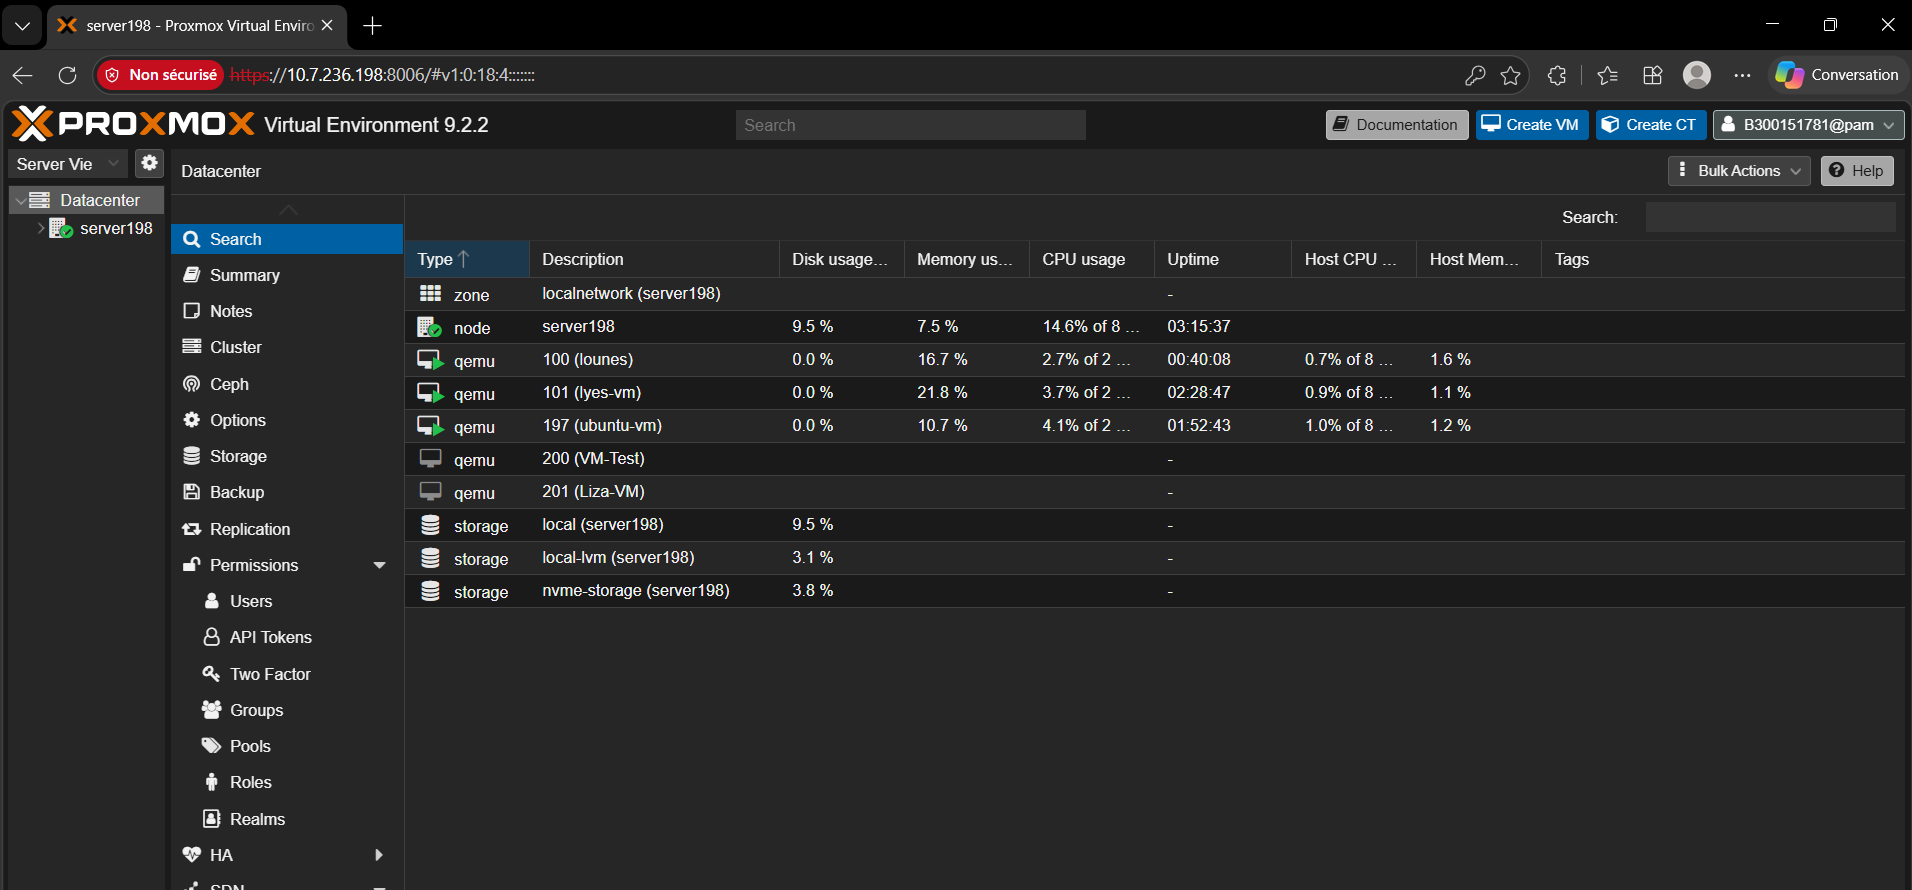 server198 - Proxmox Virtual Enviro
Non sécurisé https://10.7.236.198:8006/#v1:0:18:4:::::::
Conversation
PROXMOX Virtual Environment 9.2.2
Search
Documentation
Create VM
Create CT
B300151781@pam
Server Vie
Datacenter
Bulk Actions
Help
Datacenter
server198
Search:
Search
Summary
Notes
Cluster
Ceph
Options
Storage
Backup
Replication
Permissions
Users
API Tokens
Two Factor
Groups
Pools
Roles
Realms
HA
SDN
Type Description Disk usage... Memory us... CPU usage Uptime Host CPU ... Host Mem... Tags
zone localnetwork (server198) -
node server198 9.5 % 7.5 % 14.6% of 8 ... 03:15:37
qemu 100 (lounes) 0.0 % 16.7 % 2.7% of 2 ... 00:40:08 0.7% of 8 ... 1.6 %
qemu 101 (lyes-vm) 0.0 % 21.8 % 3.7% of 2 ... 02:28:47 0.9% of 8 ... 1.1 %
qemu 197 (ubuntu-vm) 0.0 % 10.7 % 4.1% of 2 ... 01:52:43 1.0% of 8 ... 1.2 %
qemu 200 (VM-Test) -
qemu 201 (Liza-VM) -
storage local (server198) 9.5 % -
storage local-lvm (server198) 3.1 % -
storage nvme-storage (server198) 3.8 % -